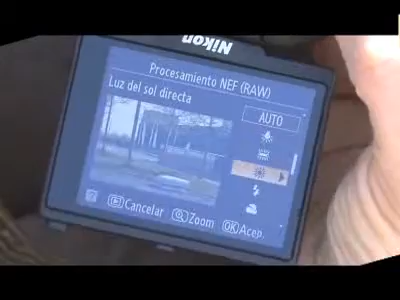 Nikon
Procesamiento NEF (RAW)
Luz del sol directa
AUTO
Cancelar
Zoom
OK Acep.